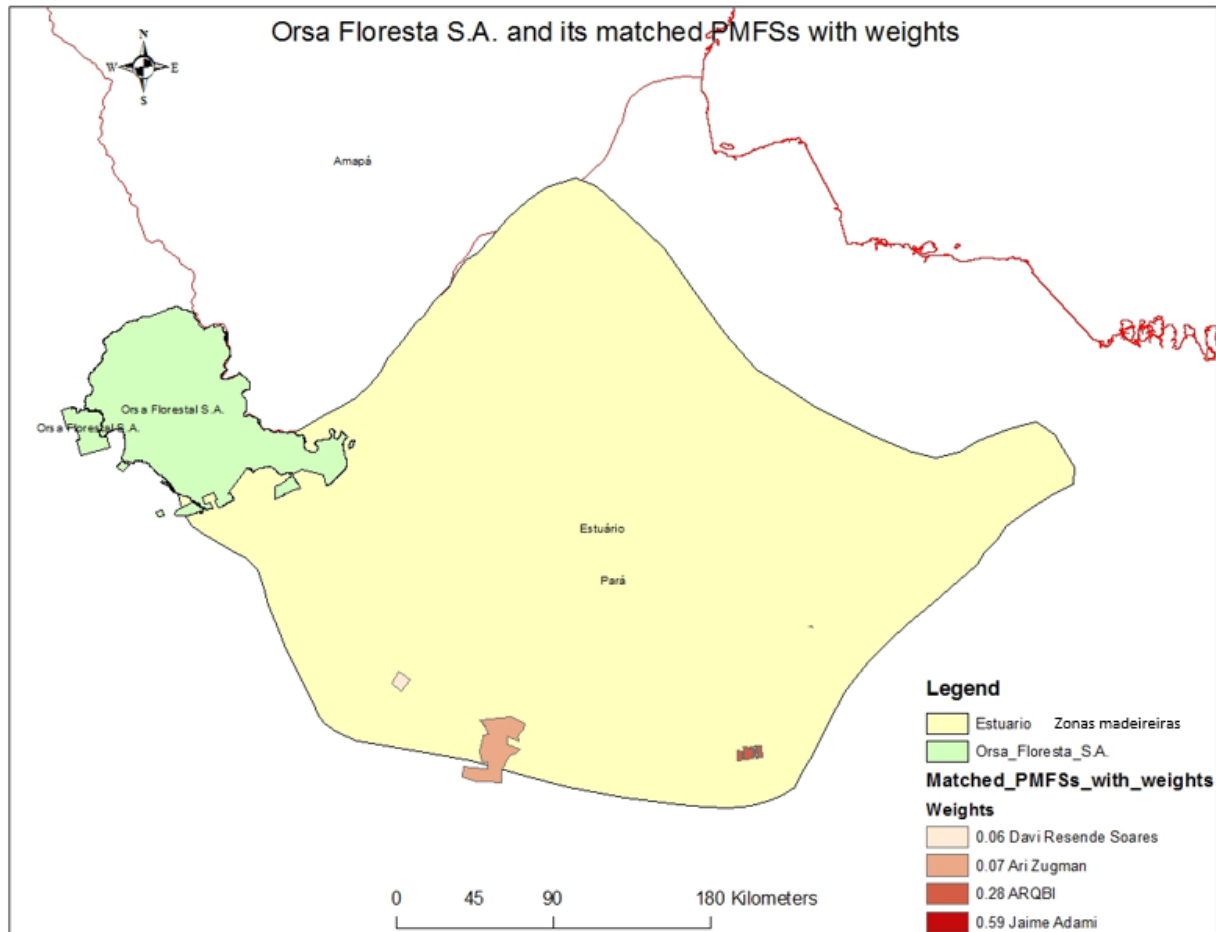 Orsa Floresta S.A. and its matched PMFSs with weights
N
W E
S
Amapá
Orsa Florestal S.A.
Orsa Florestal S.A.
Estuário
Pará
Legend
Estuario Zonas madeireiras
Orsa_Floresta_S.A.
Matched_PMFSs_with_weights
Weights
0.06 Davi Resende Soares
0.07 Ari Zugman
0.28 ARQBI
0.59 Jaime Adami
0 45 90 180 Kilometers